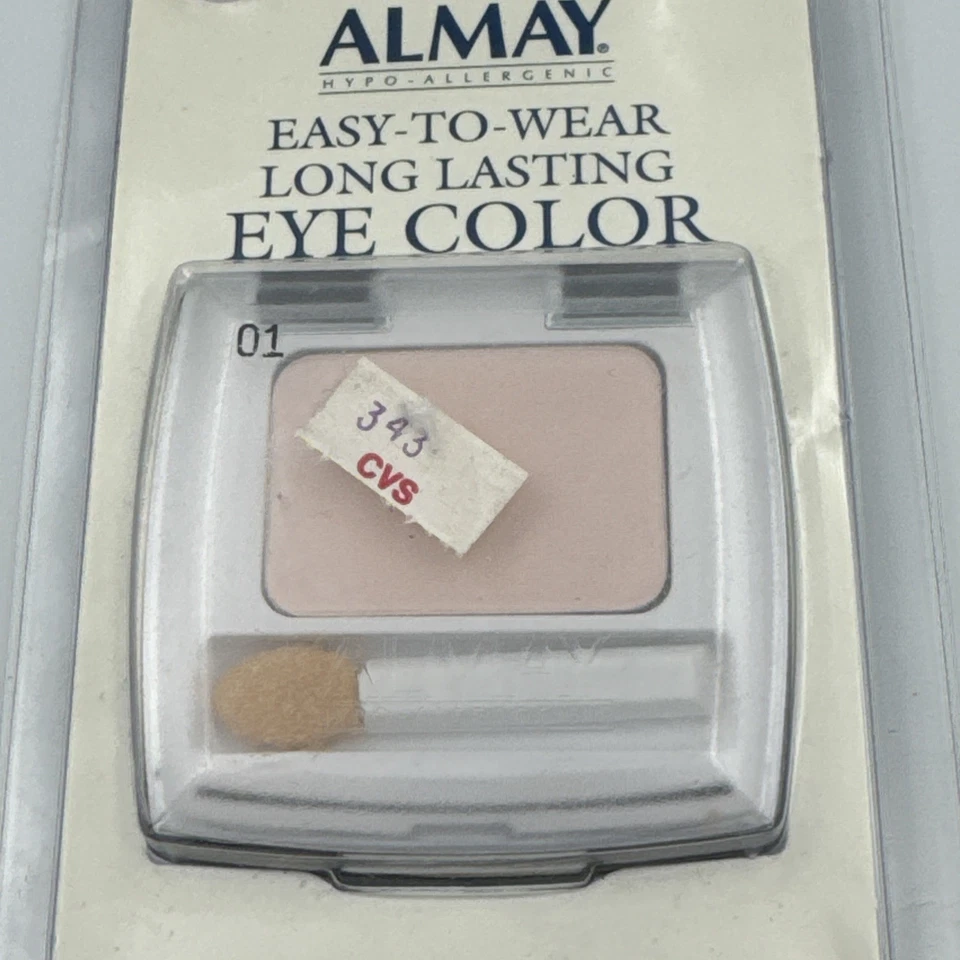 ALMAY®
HYPO-ALLERGENIC
EASY-TO-WEAR
LONG LASTING
EYE COLOR
01
343
CVS